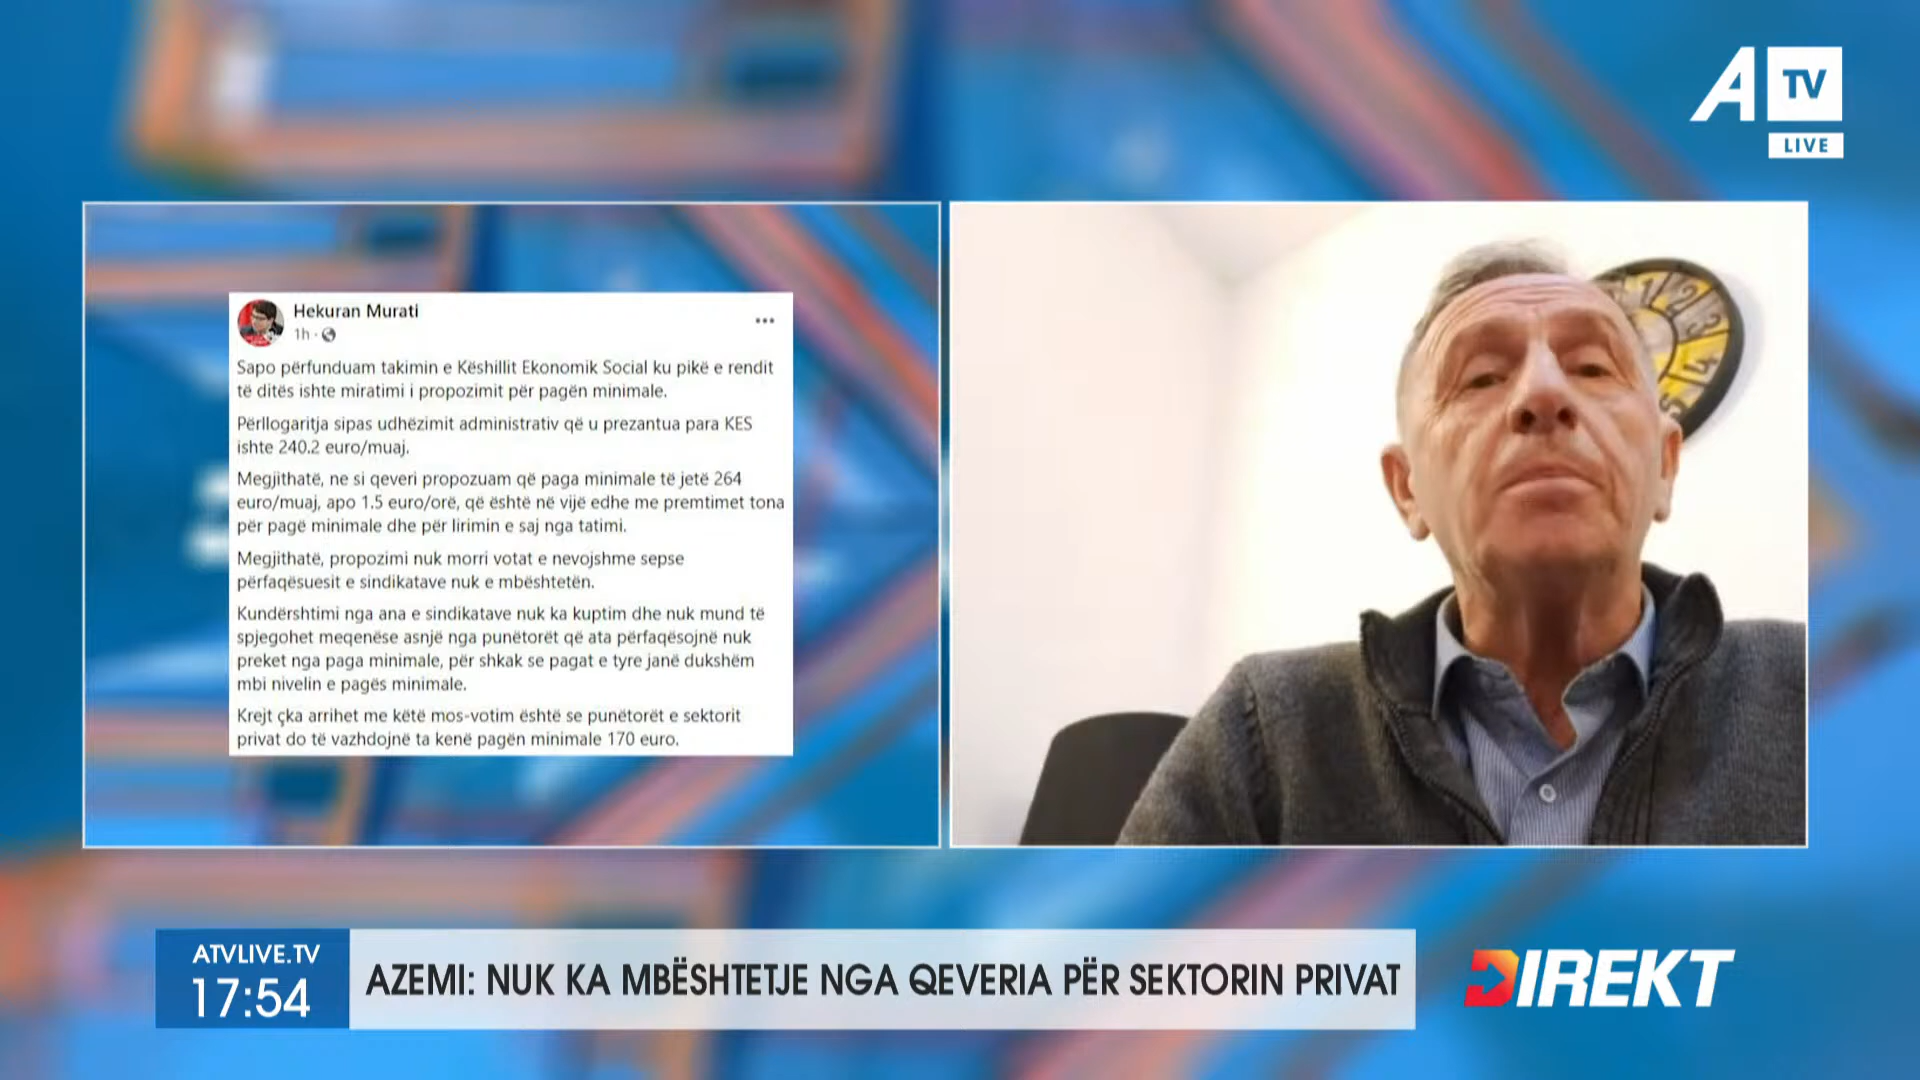 A TV
LIVE
Hekuran Murati
1h ·
Sapo përfunduam takimin e Këshillit Ekonomik Social ku pikë e rendit
të ditës ishte miratimi i propozimit për pagën minimale.
Përllogaritja sipas udhëzimit administrativ që u prezantua para KES
ishte 240.2 euro/muaj.
Megjithatë, ne si qeveri propozuam që paga minimale të jetë 264
euro/muaj, apo 1.5 euro/orë, që është në vijë edhe me premtimet tona
për pagë minimale dhe për lirimin e saj nga tatimi.
Megjithatë, propozimi nuk morri votat e nevojshme sepse
përfaqësuesit e sindikatave nuk e mbështetën.
Kundërshtimi nga ana e sindikatave nuk ka kuptim dhe nuk mund të
spjegohet meqenëse asnjë nga punëtorët që ata përfaqësojnë nuk
preket nga paga minimale, për shkak se pagat e tyre janë dukshëm
mbi nivelin e pagës minimale.
Krejt çka arrihet me këtë mos-votim është se punëtorët e sektorit
privat do të vazhdojnë ta kenë pagën minimale 170 euro.
1 2 3 4 5
ATVLIVE.TV
17:54
AZEMI: NUK KA MBËSHTETJE NGA QEVERIA PËR SEKTORIN PRIVAT
DIREKT